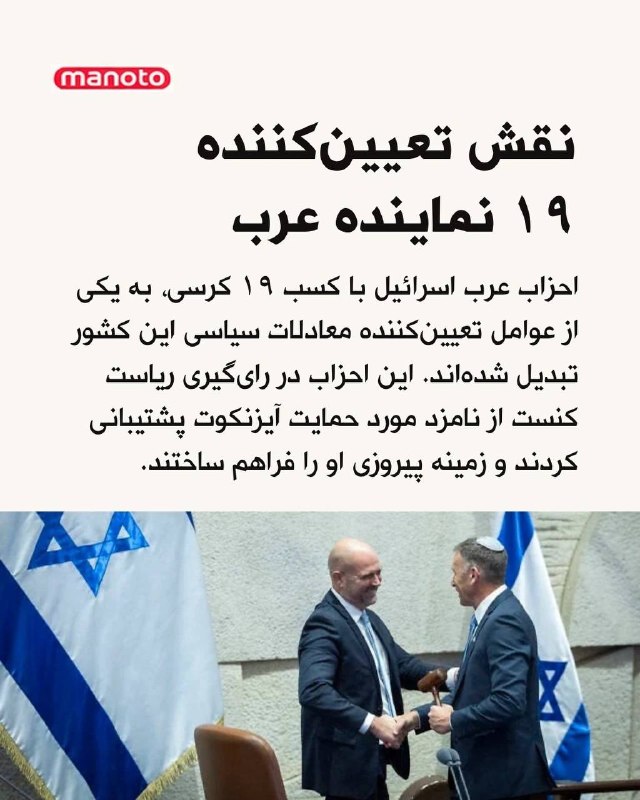 manoto
نقش تعیین‌کننده
۱۹ نماینده عرب
احزاب عرب اسرائیل با کسب ۱۹ کرسی، به یکی
از عوامل تعیین‌کننده معادلات سیاسی این کشور
تبدیل شده‌اند. این احزاب در رای‌گیری ریاست
کنست از نامزد مورد حمایت آیزنکوت پشتیبانی
کردند و زمینه پیروزی او را فراهم ساختند.